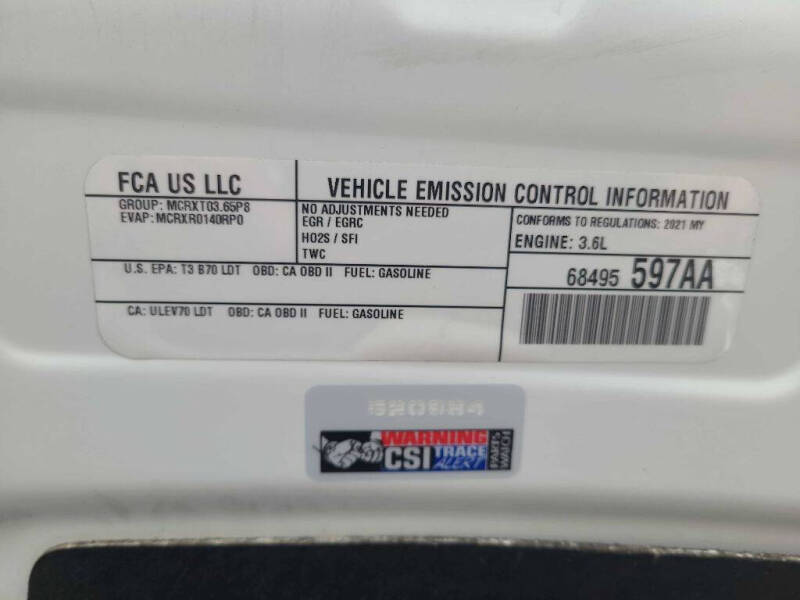 FCA US LLC
VEHICLE EMISSION CONTROL INFORMATION
GROUP: MCRXT03.65P8
EVAP: MCRXR0140RP0
NO ADJUSTMENTS NEEDED
EGR / EGRC
HO2S / SFI
TWC
CONFORMS TO REGULATIONS: 2021 MY
ENGINE: 3.6L
U.S. EPA: T3 B70 LDT OBD: CA OBD II FUEL: GASOLINE
68495 597AA
CA: ULEV70 LDT OBD: CA OBD II FUEL: GASOLINE
WARNING
CSI TRACE
ALERT
PARTS
WATCH